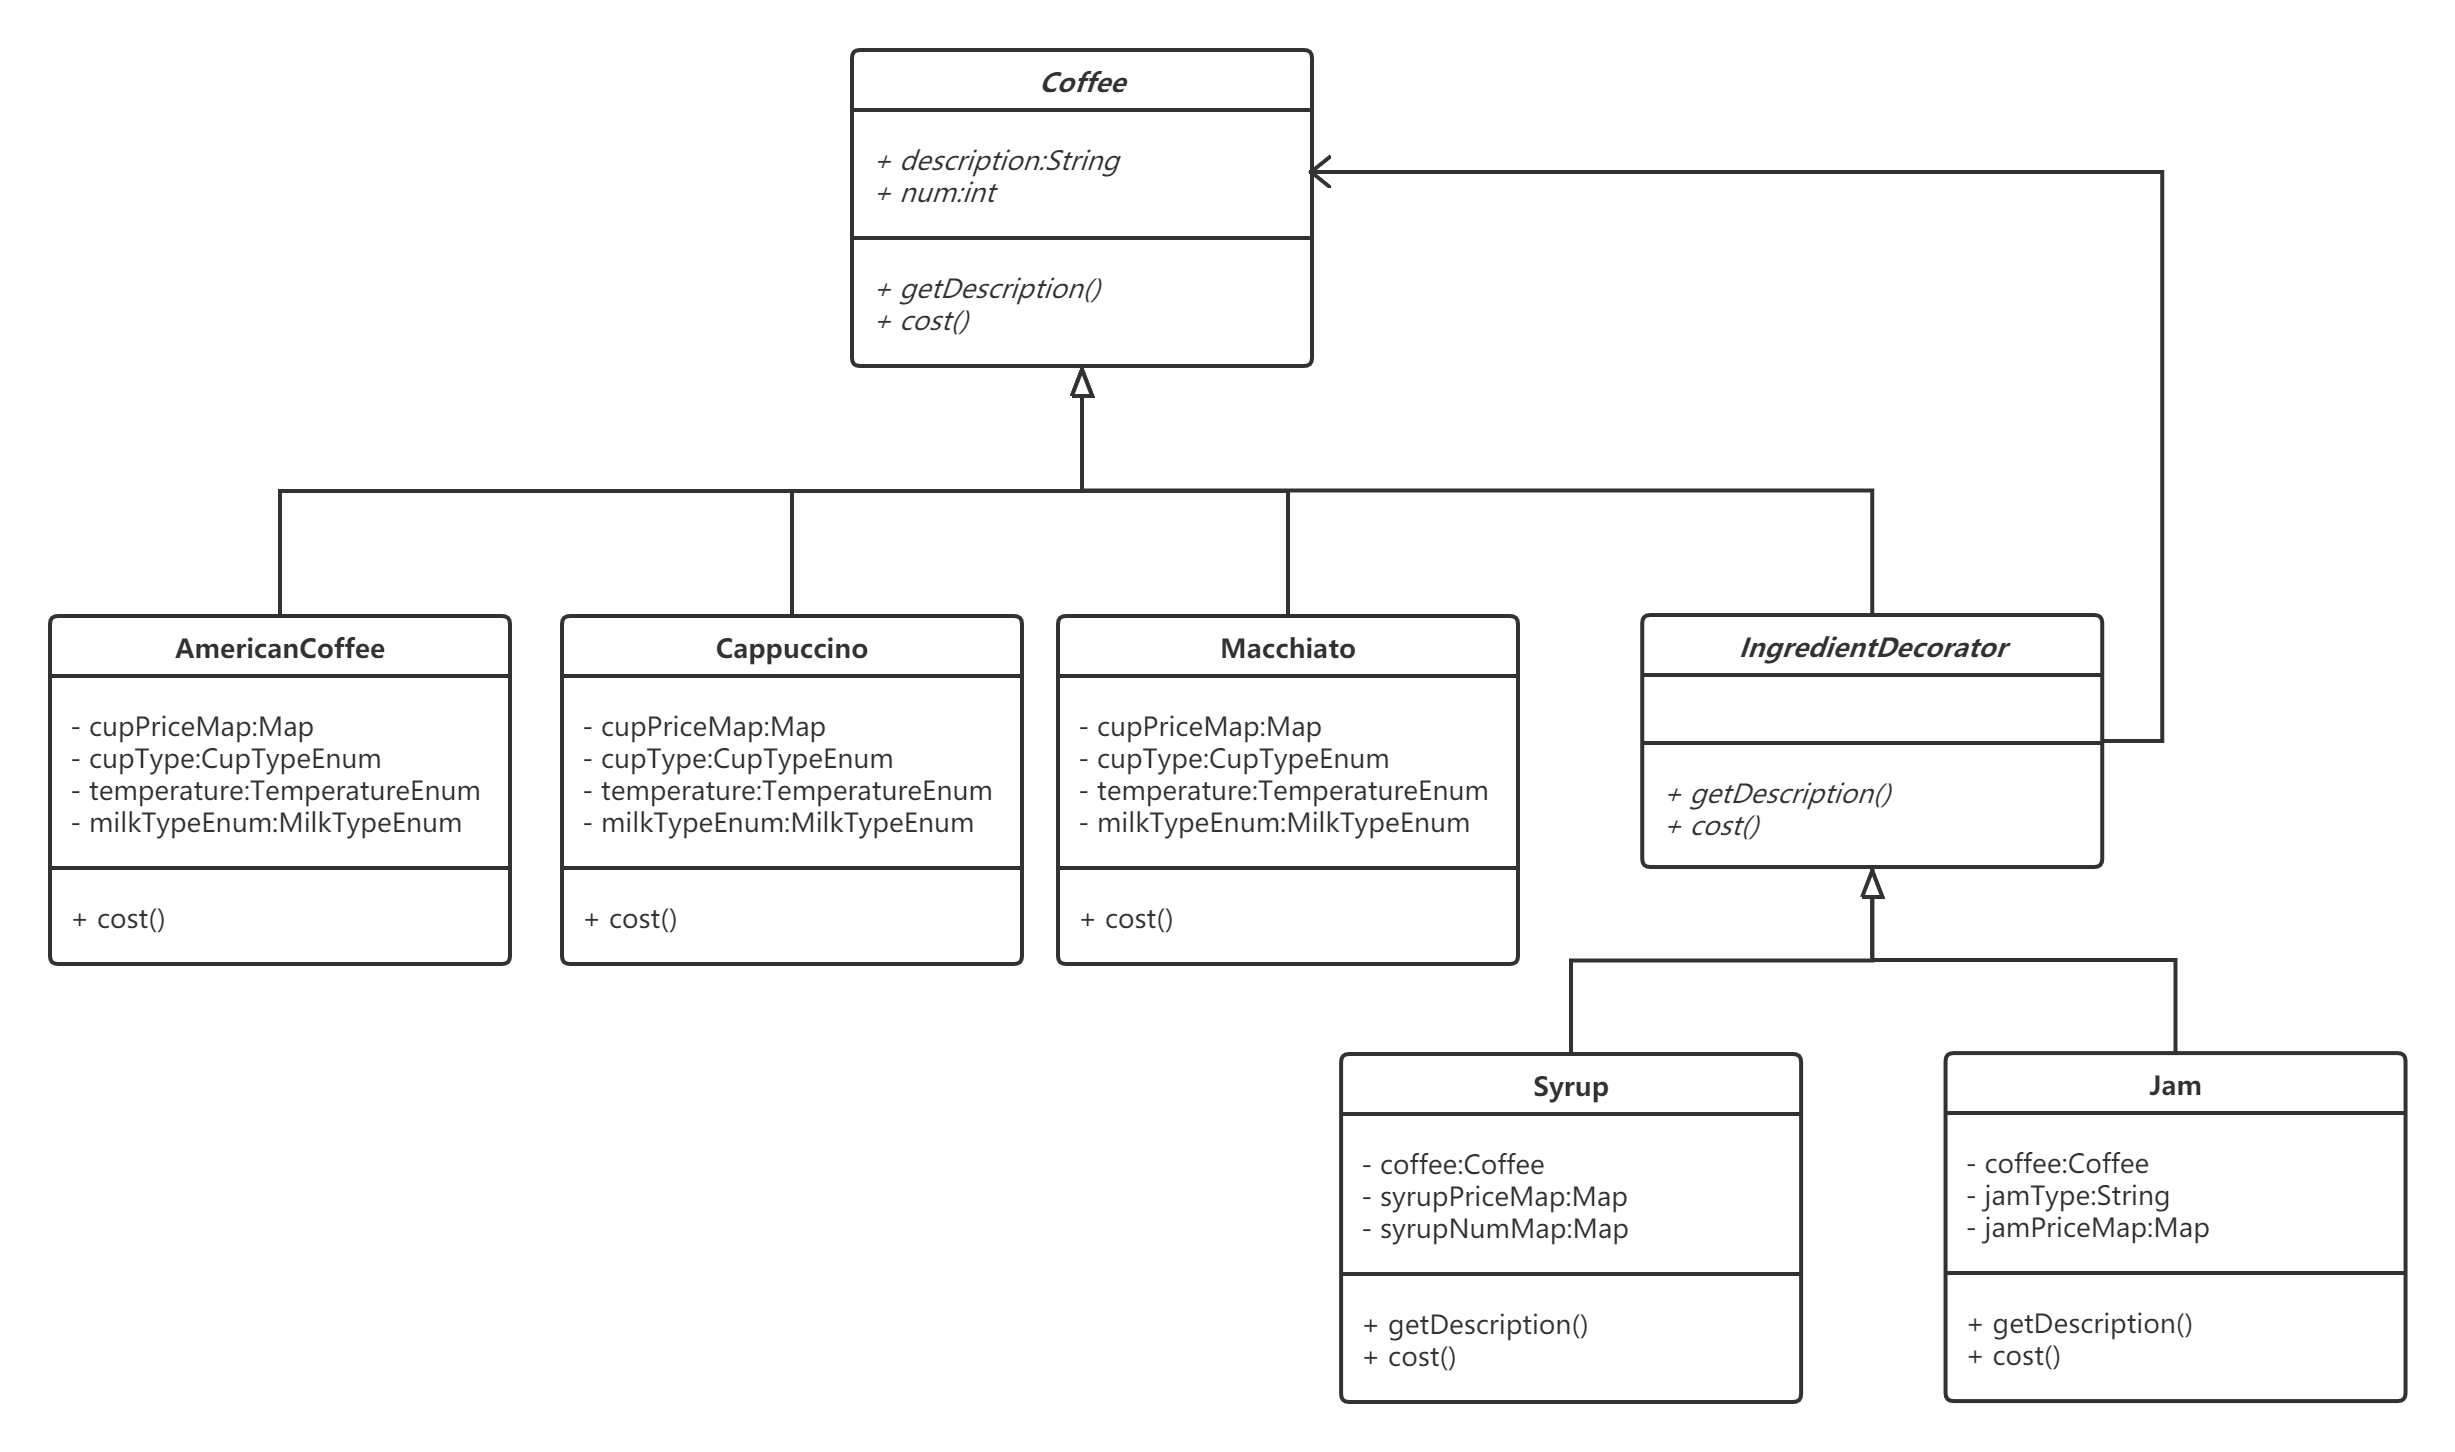 Coffee
+ description:String
+ num:int
+ getDescription()
+ cost()
AmericanCoffee
- cupPriceMap:Map
- cupType:CupTypeEnum
- temperature:TemperatureEnum
- milkTypeEnum:MilkTypeEnum
+ cost()
Cappuccino
- cupPriceMap:Map
- cupType:CupTypeEnum
- temperature:TemperatureEnum
- milkTypeEnum:MilkTypeEnum
+ cost()
Macchiato
- cupPriceMap:Map
- cupType:CupTypeEnum
- temperature:TemperatureEnum
- milkTypeEnum:MilkTypeEnum
+ cost()
IngredientDecorator
+ getDescription()
+ cost()
Syrup
- coffee:Coffee
- syrupPriceMap:Map
- syrupNumMap:Map
+ getDescription()
+ cost()
Jam
- coffee:Coffee
- jamType:String
- jamPriceMap:Map
+ getDescription()
+ cost()